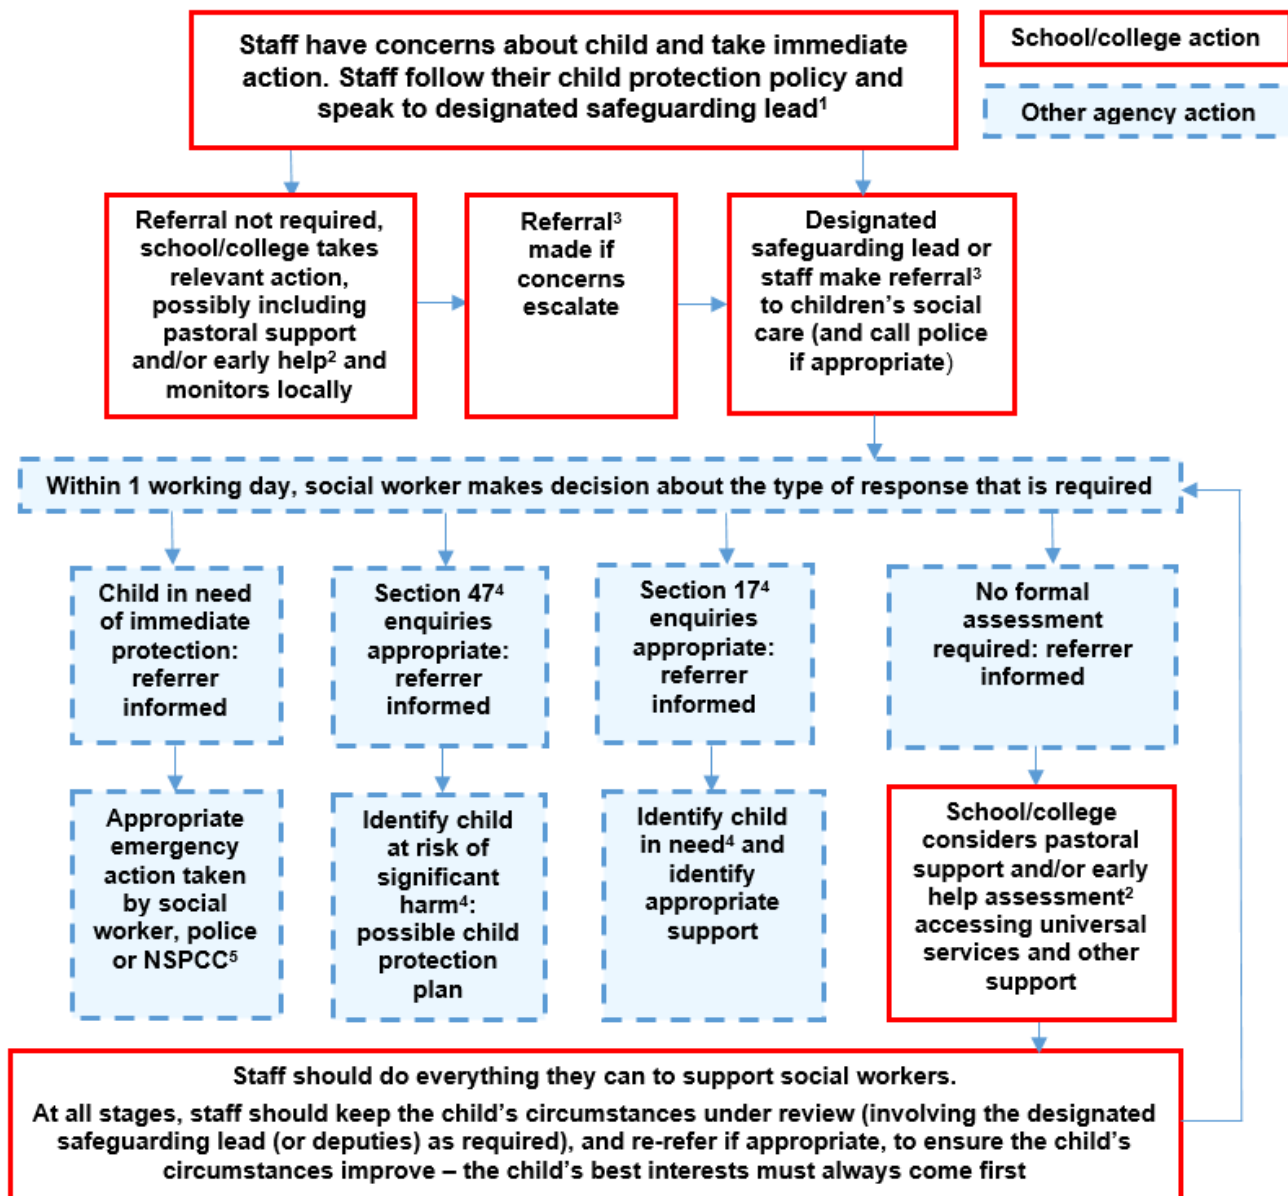 Staff have concerns about child and take immediate
action. Staff follow their child protection policy and
speak to designated safeguarding lead¹
School/college action
Other agency action
Referral not required,
school/college takes
relevant action,
possibly including
pastoral support
and/or early help² and
monitors locally
Referral³
made if
concerns
escalate
Designated
safeguarding lead or
staff make referral³
to children’s social
care (and call police
if appropriate)
Within 1 working day, social worker makes decision about the type of response that is required
Child in need
of immediate
protection:
referrer
informed
Section 47⁴
enquiries
appropriate:
referrer
informed
Section 17⁴
enquiries
appropriate:
referrer
informed
No formal
assessment
required: referrer
informed
Appropriate
emergency
action taken
by social
worker, police
or NSPCC⁵
Identify child
at risk of
significant
harm⁴:
possible child
protection
plan
Identify child
in need⁴ and
identify
appropriate
support
School/college
considers pastoral
support and/or early
help assessment²
accessing universal
services and other
support
Staff should do everything they can to support social workers.
At all stages, staff should keep the child’s circumstances under review (involving the designated
safeguarding lead (or deputies) as required), and re-refer if appropriate, to ensure the child’s
circumstances improve – the child’s best interests must always come first